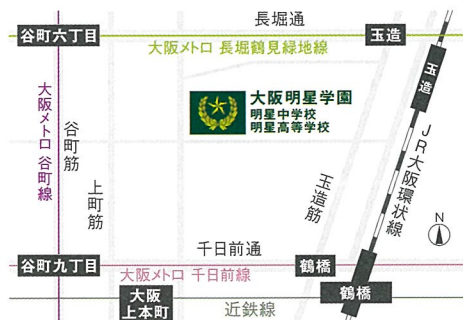 長堀通
谷町六丁目
玉造
大阪メトロ 長堀鶴見緑地線
玉造
大阪明星学園
明星中学校
明星高等学校
大阪メトロ 谷町線
谷町筋
上町筋
玉造筋
JR大阪環状線
N
千日前通
谷町九丁目
鶴橋
大阪メトロ 千日前線
鶴橋
大阪
上本町
近鉄線